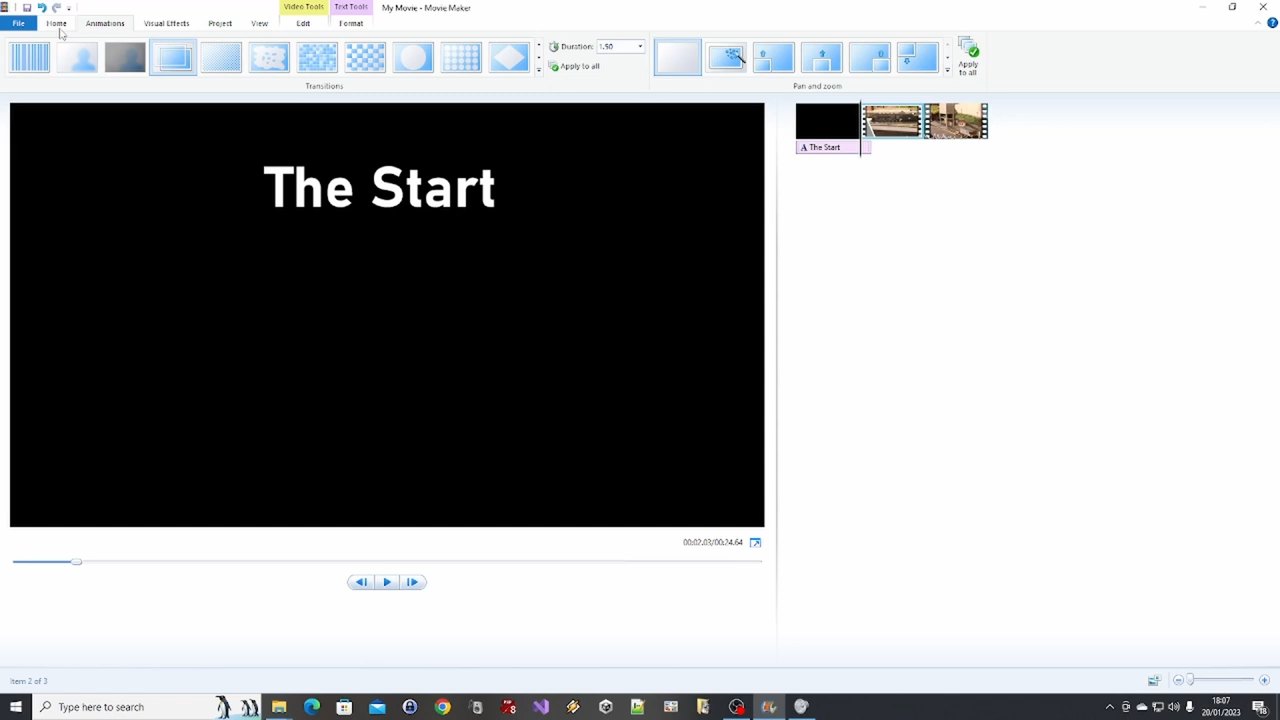 Video Tools Text Tools My Movie - Movie Maker
File Home Animations Visual Effects Project View Edit Format
Duration: 1.50
Apply to all
Apply
to all
Transitions
Pan and zoom
The Start
A The Start
00:02.03/00:24.64
Item 2 of 3
Type here to search
18:07
20/01/2023
18